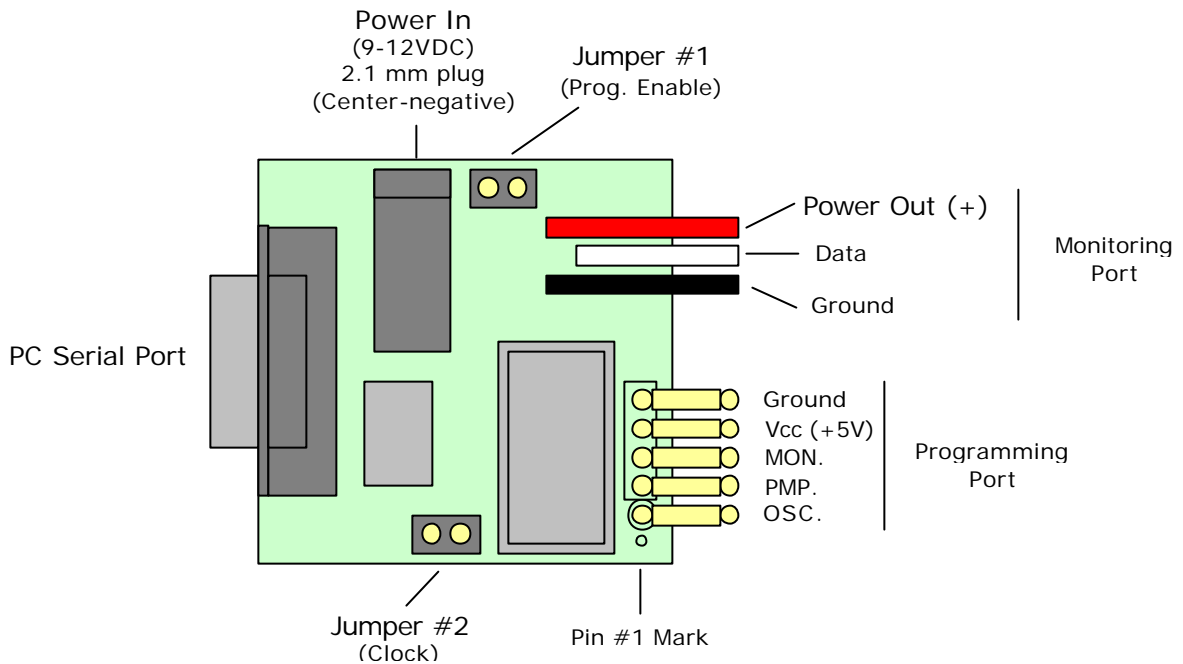 Power In
(9-12VDC)
2.1 mm plug
(Center-negative)
Jumper #1
(Prog. Enable)
Power Out (+)
Data
Ground
Monitoring
Port
PC Serial Port
Ground
Vcc (+5V)
MON.
PMP.
OSC.
Programming
Port
Jumper #2
(Clock)
Pin #1 Mark